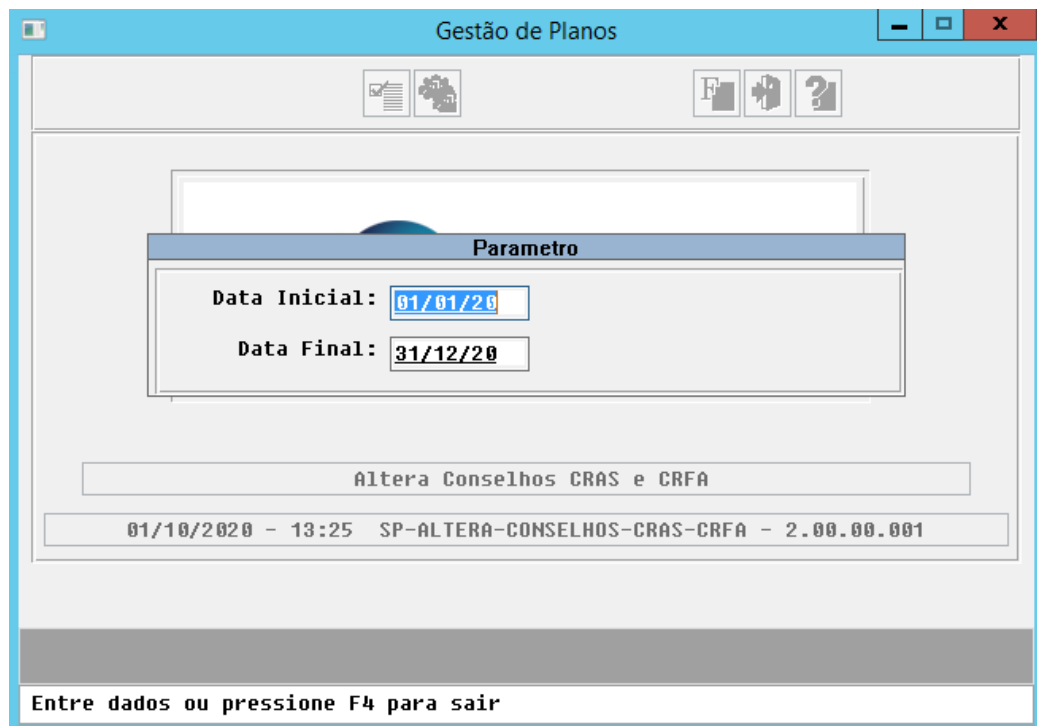 Gestão de Planos
F
Parametro
Data Inicial: 01/01/20
Data Final: 31/12/20
Altera Conselhos CRAS e CRFA
01/10/2020 - 13:25 SP-ALTERA-CONSELHOS-CRAS-CRFA - 2.00.00.001
Entre dados ou pressione F4 para sair